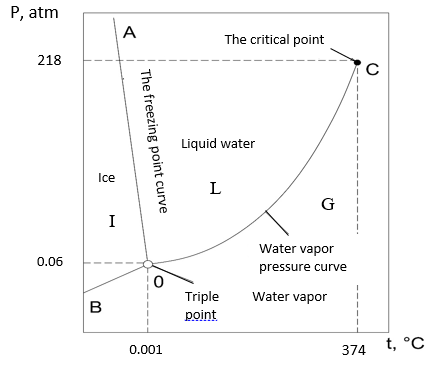 P, atm
A
The critical point
218
C
The freezing point curve
Liquid water
Ice
L
I
G
Water vapor
pressure curve
0.06
0
B
Triple
point
Water vapor
0.001
374
t, °C